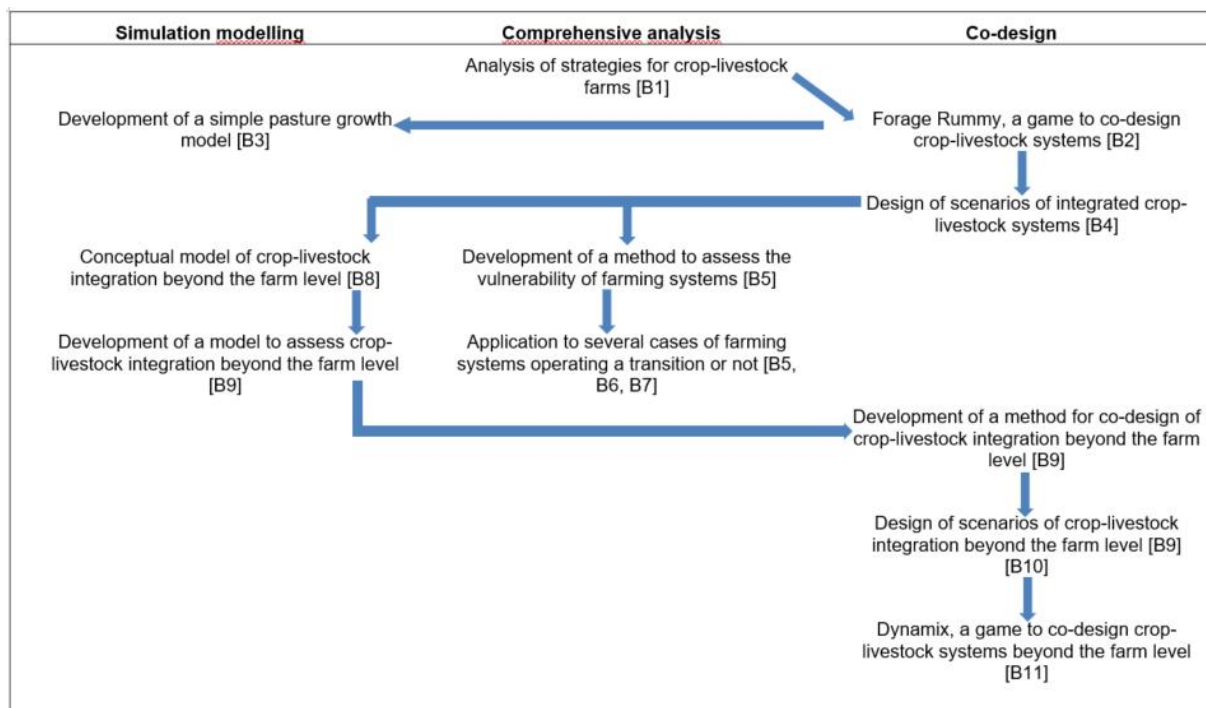 Simulation modelling
Comprehensive analysis
Co-design
Analysis of strategies for crop-livestock
farms [B1]
Development of a simple pasture growth
model [B3]
Forage Rummy, a game to co-design
crop-livestock systems [B2]
Design of scenarios of integrated crop-
livestock systems [B4]
Conceptual model of crop-livestock
integration beyond the farm level [B8]
Development of a method to assess the
vulnerability of farming systems [B5]
Development of a model to assess crop-
livestock integration beyond the farm level
[B9]
Application to several cases of farming
systems operating a transition or not [B5,
B6, B7]
Development of a method for co-design of
crop-livestock integration beyond the farm
level [B9]
Design of scenarios of crop-livestock
integration beyond the farm level [B9]
[B10]
Dynamix, a game to co-design crop-
livestock systems beyond the farm level
[B11]